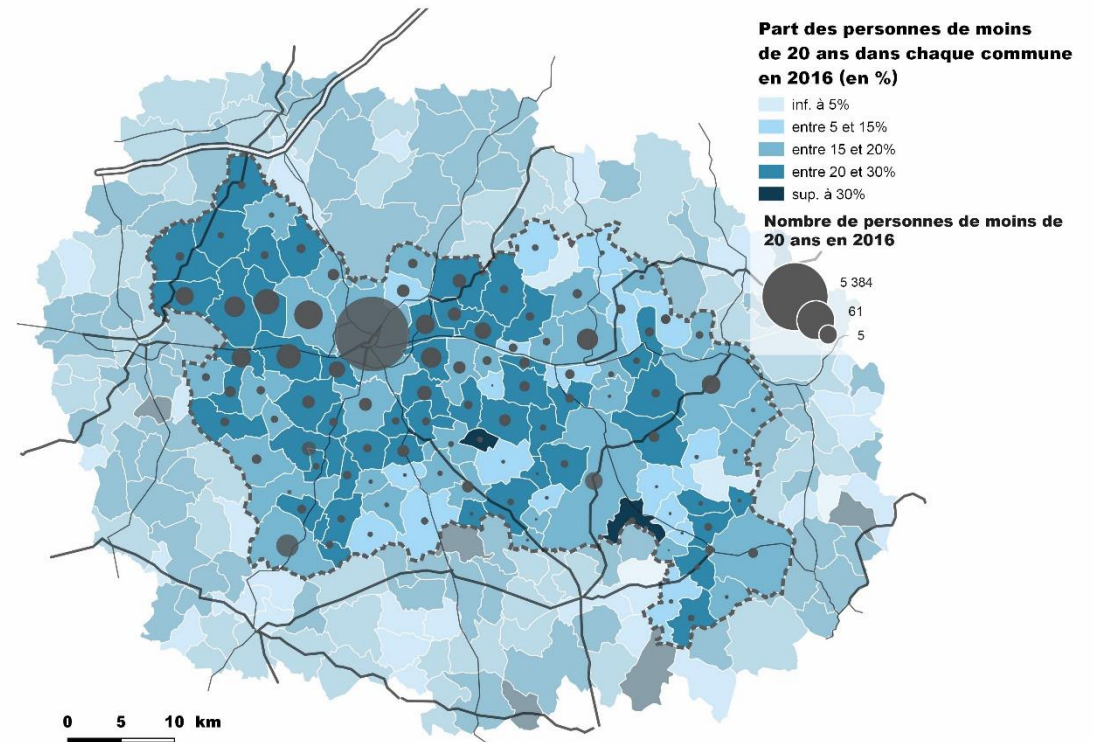 Part des personnes de moins
de 20 ans dans chaque commune
en 2016 (en %)
inf. à 5%
entre 5 et 15%
entre 15 et 20%
entre 20 et 30%
sup. à 30%
Nombre de personnes de moins de
20 ans en 2016
5 384
61
5
0 5 10 km